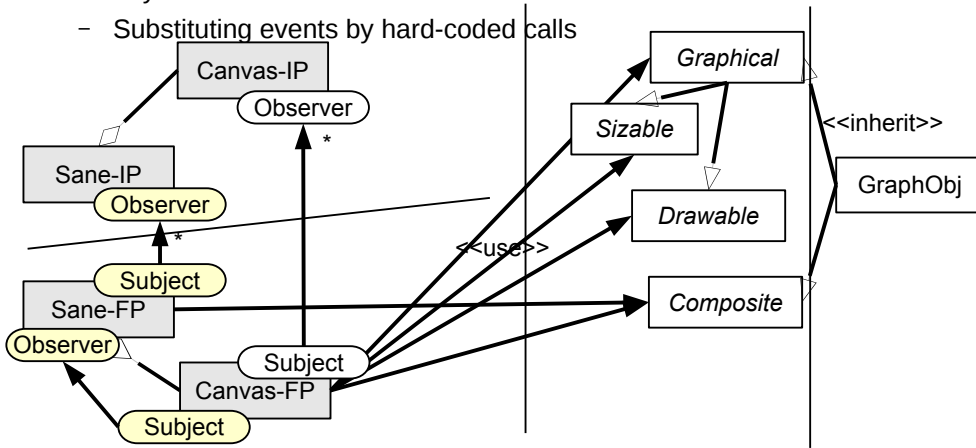 – Substituting events by hard-coded calls
Canvas-IP
Observer
*
Sane-IP
Observer
*
Subject
Sane-FP
Observer
Subject
Canvas-FP
Subject
<<use>>
Graphical
Sizable
Drawable
Composite
<<inherit>>
GraphObj